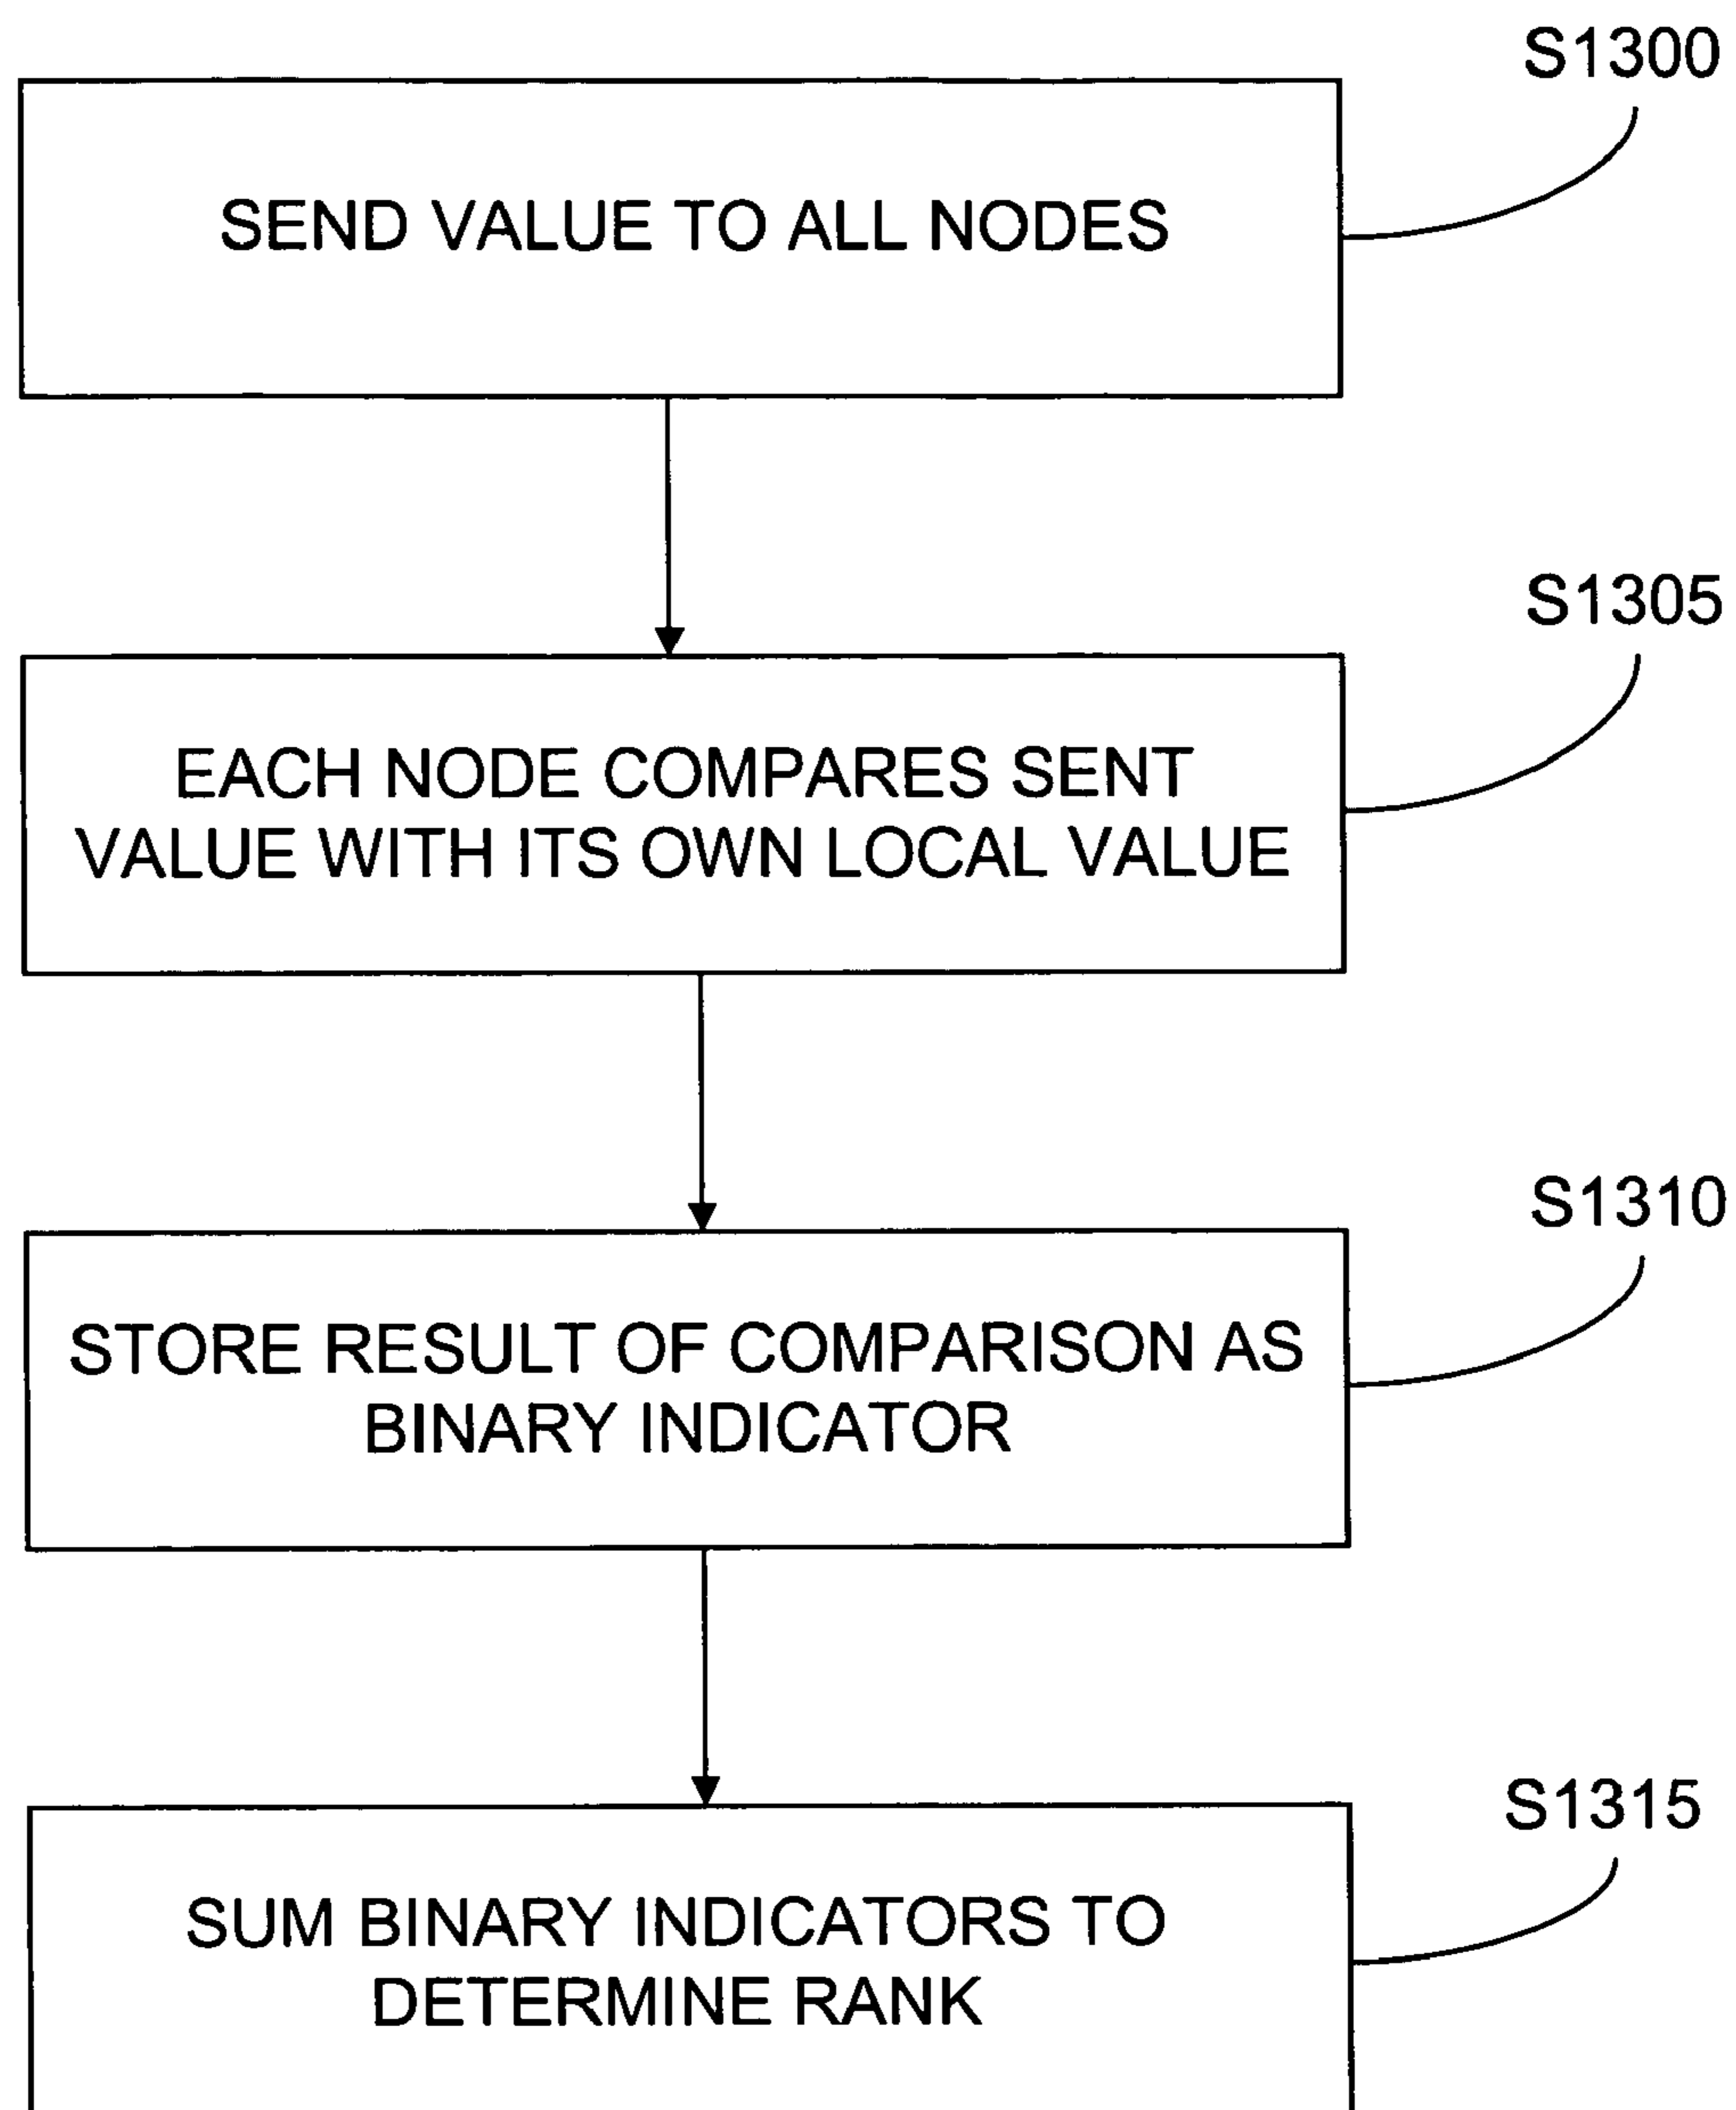 S1300
SEND VALUE TO ALL NODES
S1305
EACH NODE COMPARES SENT
VALUE WITH ITS OWN LOCAL VALUE
S1310
STORE RESULT OF COMPARISON AS
BINARY INDICATOR
S1315
SUM BINARY INDICATORS TO
DETERMINE RANK